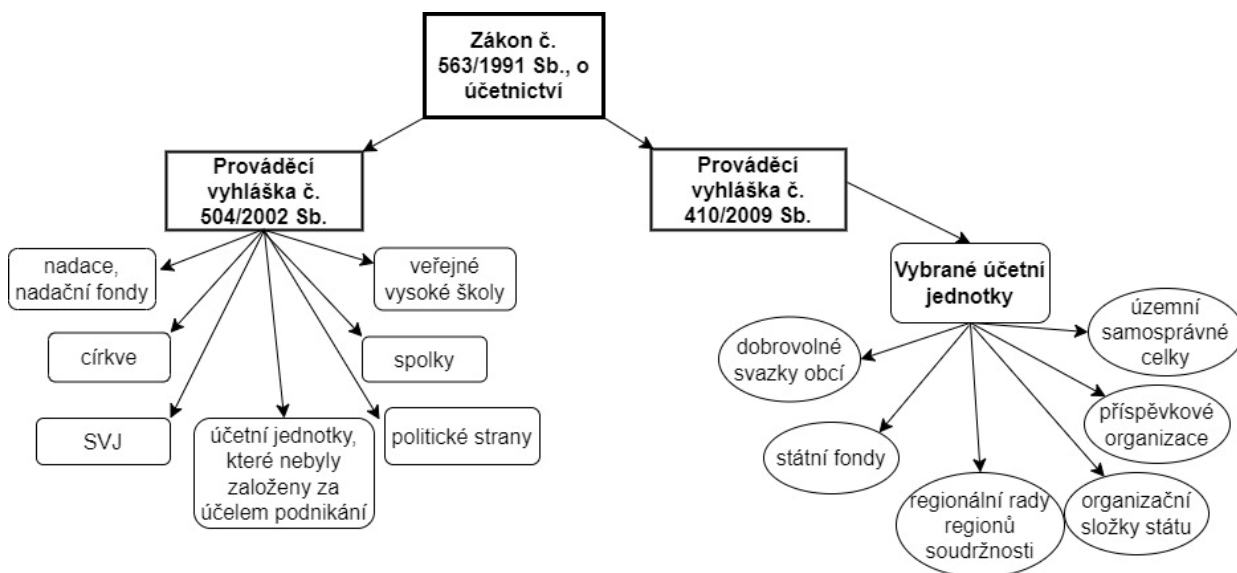 Zákon č.
563/1991 Sb., o
účetnictví
Prováděcí
vyhláška č.
504/2002 Sb.
Prováděcí
vyhláška č.
410/2009 Sb.
nadace,
nadační fondy
veřejné
vysoké školy
církve
spolky
SVJ
účetní jednotky,
které nebyly
založeny za
účelem podnikání
politické strany
Vybrané účetní
jednotky
dobrovolné
svazky obcí
územní
samosprávné
celky
státní fondy
příspěvkové
organizace
regionální rady
regionů
soudržnosti
organizační
složky státu